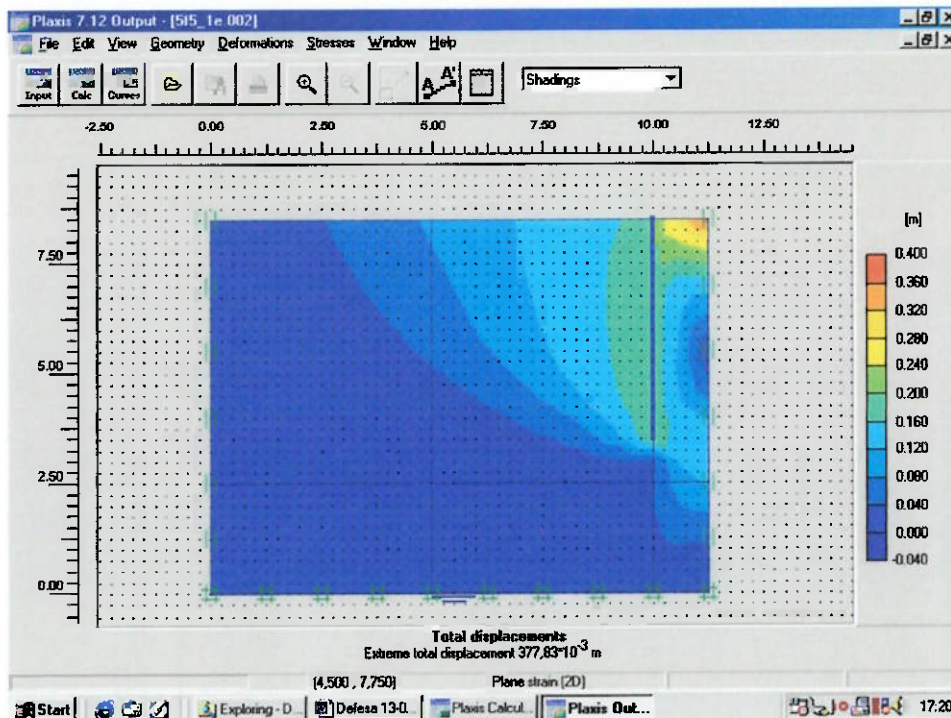 Plaxis 7.12 Output - [5I5_1e.002]
File Edit View Geometry Deformations Stresses Window Help
Input Calc Curves A A' Shadings
-2.50 0.00 2.50 5.00 7.50 10.00 12.50
7.50
5.00
2.50
0.00
[m]
0.400
0.360
0.320
0.280
0.240
0.200
0.160
0.120
0.080
0.040
0.000
-0.040
Total displacements
Extreme total displacement 377,83*10-3 m
(4,500 , 7,750) Plane strain (2D)
Start Exploring - D... Defesa 13-0... Plaxis Calcul... Plaxis Out...